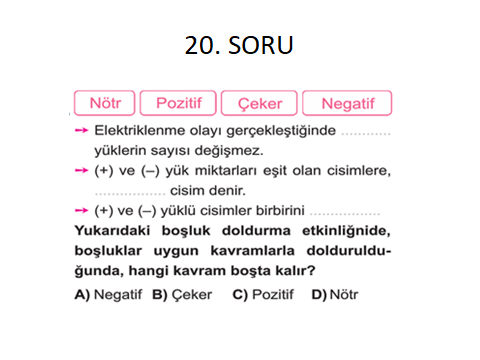 20. SORU
Nötr Pozitif Çeker Negatif
➙ Elektriklenme olayı gerçekleştiğinde ............
yüklerin sayısı değişmez.
➙ (+) ve (–) yük miktarları eşit olan cisimlere,
................. cisim denir.
➙ (+) ve (–) yüklü cisimler birbirini .................
Yukarıdaki boşluk doldurma etkinliğnide,
boşluklar uygun kavramlarla dolduruldu-
ğunda, hangi kavram boşta kalır?
A) Negatif B) Çeker C) Pozitif D) Nötr